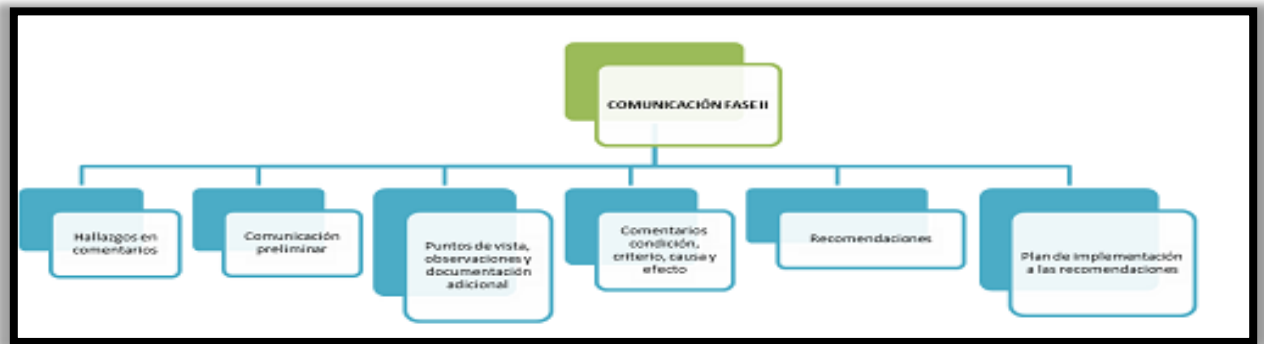 COMUNICACIÓN FASE II
Hallazgos en
comentarios
Comunicación
preliminar
Puntos de vista,
observaciones y
documentación
adicional
Comentarios
condición,
criterio, causa y
efecto
Recomendaciones
Plan de implementación
a las recomendaciones